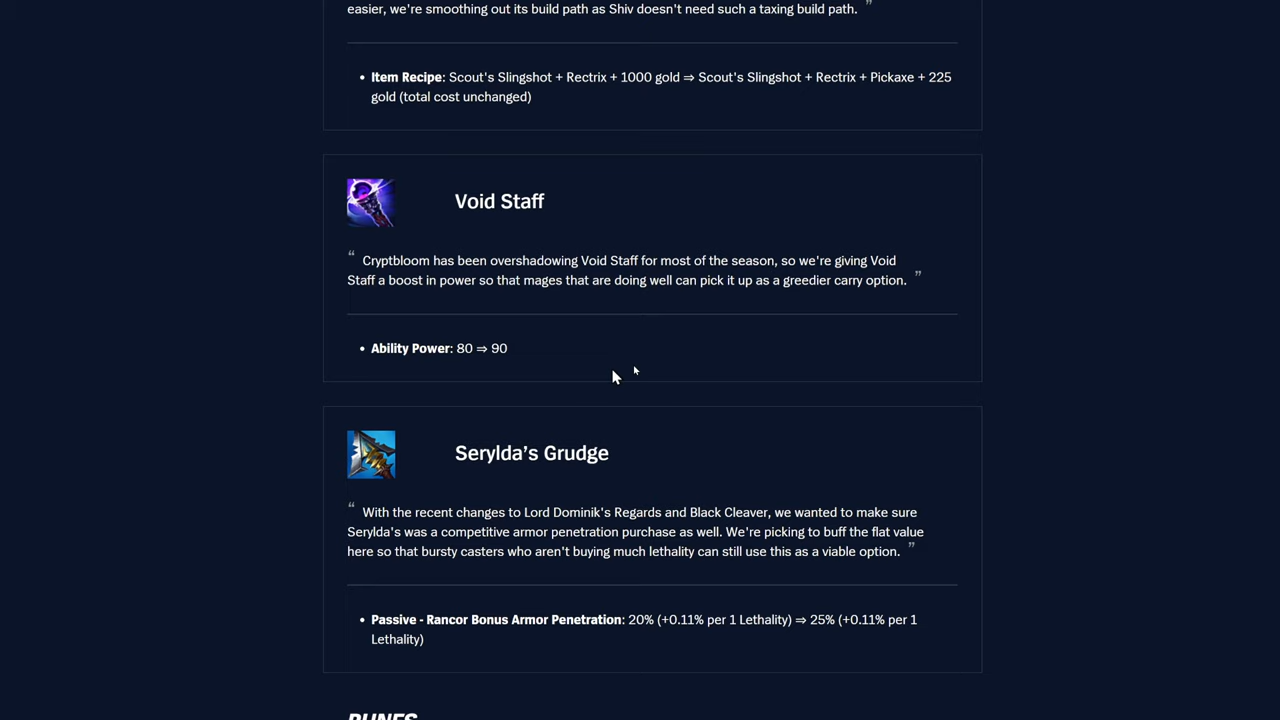 easier, we're smoothing out its build path as Shiv doesn't need such a taxing build path. ”
• Item Recipe: Scout's Slingshot + Rectrix + 1000 gold ⇒ Scout's Slingshot + Rectrix + Pickaxe + 225
gold (total cost unchanged)
Void Staff
“ Cryptbloom has been overshadowing Void Staff for most of the season, so we're giving Void
Staff a boost in power so that mages that are doing well can pick it up as a greedier carry option. ”
• Ability Power: 80 ⇒ 90
Serylda’s Grudge
“ With the recent changes to Lord Dominik's Regards and Black Cleaver, we wanted to make sure
Serylda's was a competitive armor penetration purchase as well. We're picking to buff the flat value
here so that bursty casters who aren't buying much lethality can still use this as a viable option. ”
• Passive - Rancor Bonus Armor Penetration: 20% (+0.11% per 1 Lethality) ⇒ 25% (+0.11% per 1
Lethality)
RUNES